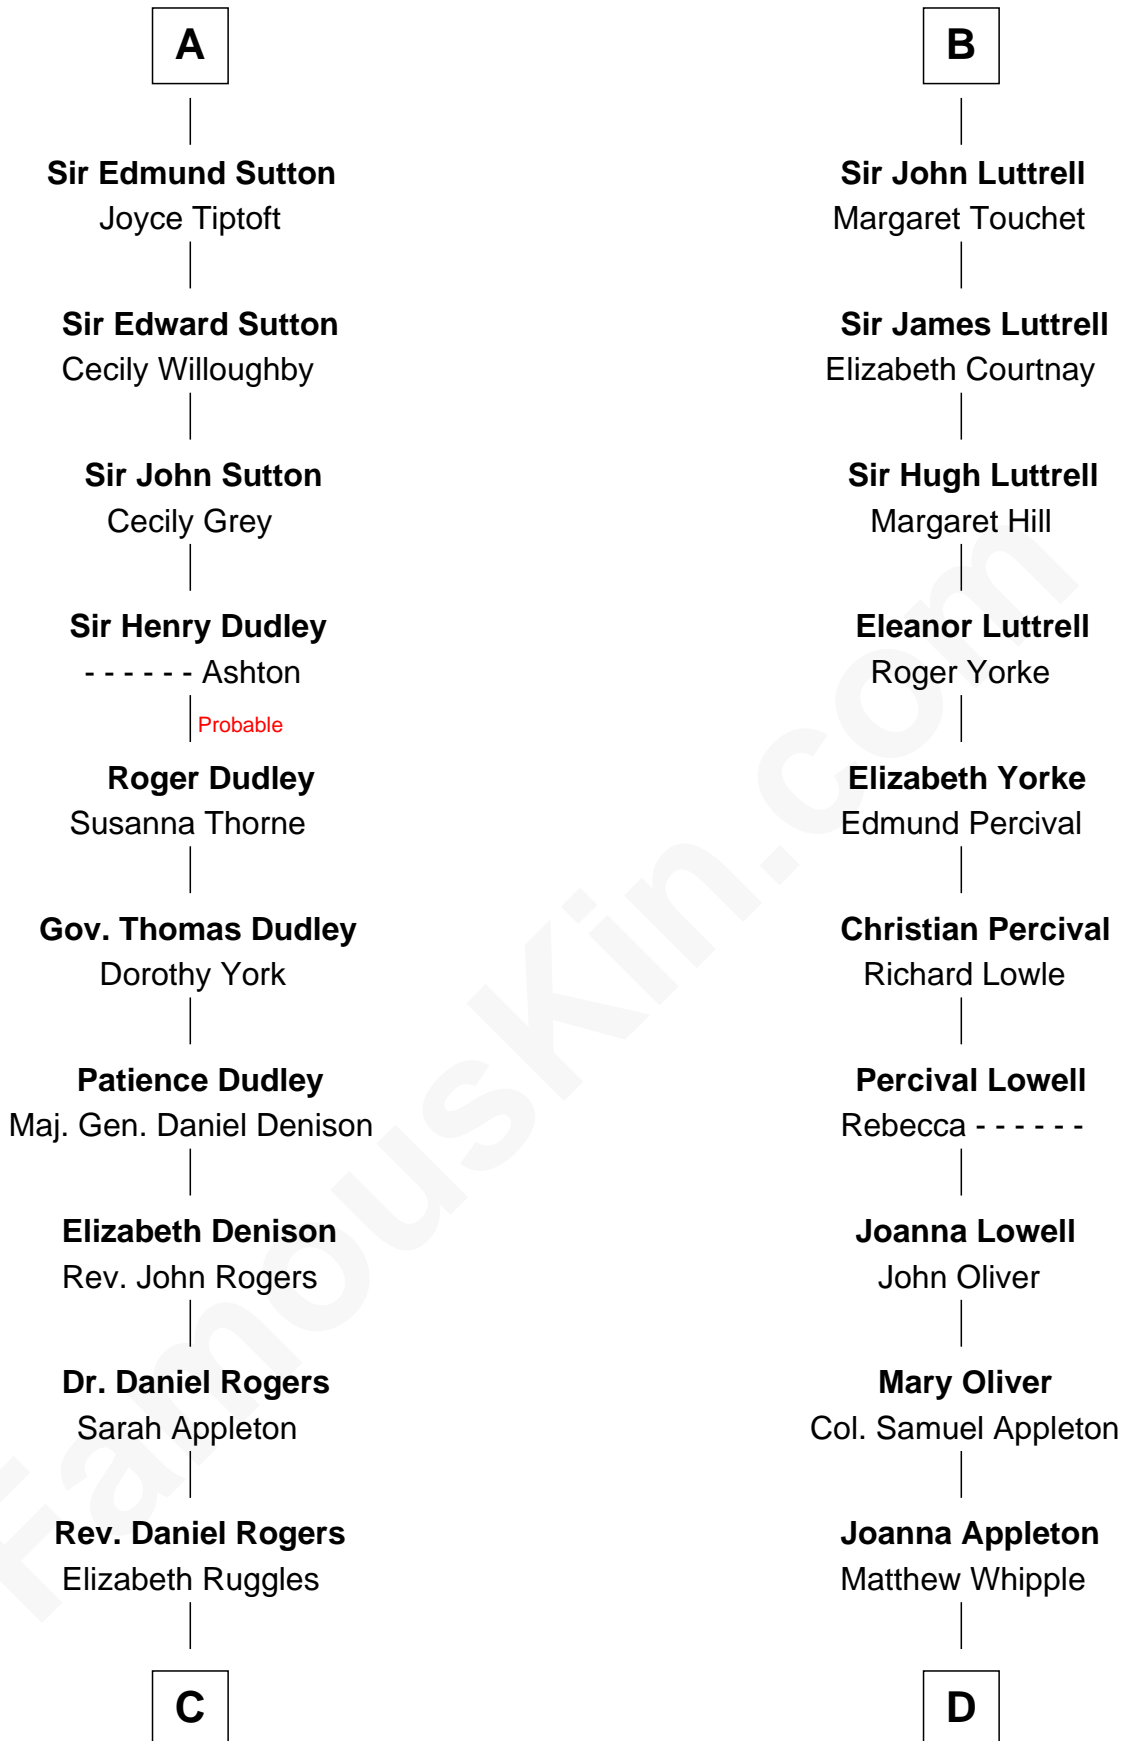 A
Sir Edmund Sutton
Joyce Tiptoft
Sir Edward Sutton
Cecily Willoughby
Sir John Sutton
Cecily Grey
Sir Henry Dudley
- - - - - - Ashton
Probable
Roger Dudley
Susanna Thorne
Gov. Thomas Dudley
Dorothy York
Patience Dudley
Maj. Gen. Daniel Denison
Elizabeth Denison
Rev. John Rogers
Dr. Daniel Rogers
Sarah Appleton
Rev. Daniel Rogers
Elizabeth Ruggles
C
B
Sir John Luttrell
Margaret Touchet
Sir James Luttrell
Elizabeth Courtnay
Sir Hugh Luttrell
Margaret Hill
Eleanor Luttrell
Roger Yorke
Elizabeth Yorke
Edmund Percival
Christian Percival
Richard Lowle
Percival Lowell
Rebecca - - - - - -
Joanna Lowell
John Oliver
Mary Oliver
Col. Samuel Appleton
Joanna Appleton
Matthew Whipple
D
FamousKin.com